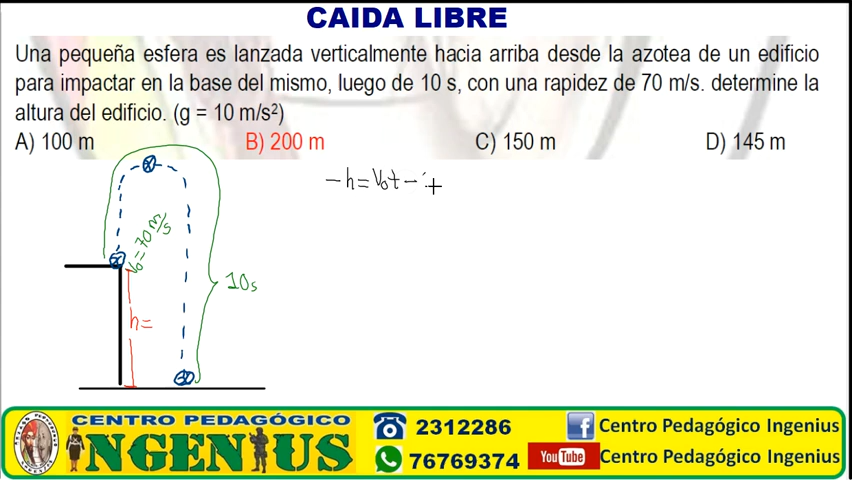 CAIDA LIBRE
Una pequeña esfera es lanzada verticalmente hacia arriba desde la azotea de un edificio
para impactar en la base del mismo, luego de 10 s, con una rapidez de 70 m/s. determine la
altura del edificio. (g = 10 m/s²)
A) 100 m B) 200 m C) 150 m D) 145 m
-h=V₀t-
V₀=70 m/s
10s
h=
CENTRO PEDAGÓGICO
INGENIUS
2312286
76769374
Centro Pedagógico Ingenius
YouTube Centro Pedagógico Ingenius